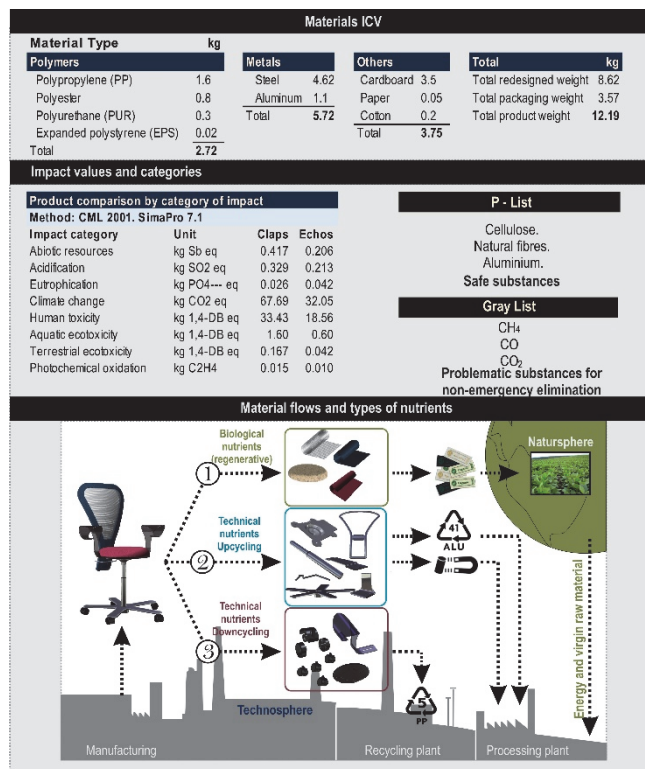 Materials ICV
Material Type kg
Polymers
Polypropylene (PP) 1.6
Polyester 0.8
Polyurethane (PUR) 0.3
Expanded polystyrene (EPS) 0.02
Total 2.72
Metals
Steel 4.62
Aluminum 1.1
Total 5.72
Others
Cardboard 3.5
Paper 0.05
Cotton 0.2
Total 3.75
Total kg
Total redesigned weight 8.62
Total packaging weight 3.57
Total product weight 12.19
Impact values and categories
Product comparison by category of impact
Method: CML 2001. SimaPro 7.1
Impact category Unit Claps Echos
Abiotic resources kg Sb eq 0.417 0.206
Acidification kg SO2 eq 0.329 0.213
Eutrophication kg PO4--- eq 0.026 0.042
Climate change kg CO2 eq 67.69 32.05
Human toxicity kg 1,4-DB eq 33.43 18.56
Aquatic ecotoxicity kg 1,4-DB eq 1.60 0.60
Terrestrial ecotoxicity kg 1,4-DB eq 0.167 0.042
Photochemical oxidation kg C2H4 0.015 0.010
P - List
Cellulose.
Natural fibres.
Aluminium.
Safe substances
Gray List
CH₄
CO
CO₂
Problematic substances for
non-emergency elimination
Material flows and types of nutrients
Biological
nutrients
(regenerative)
1
Natursphere
Technical
nutrients
Upcycling
2
41
ALU
Technical
nutrients
Downcycling
3
5
PP
Energy and virgin raw material
Technosphere
Manufacturing
Recycling plant
Processing plant